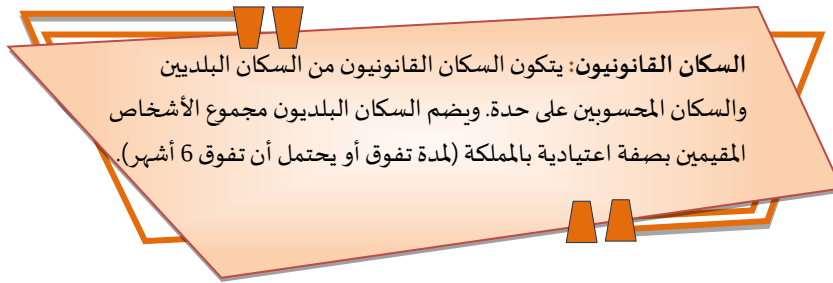 السكان القانونيون: يتكون السكان القانونيون من السكان البلديين
والسكان المحسوبين على حدة. ويضم السكان البلديون مجموع الأشخاص
المقيمين بصفة اعتيادية بالمملكة (لمدة تفوق أو يحتمل أن تفوق 6 أشهر).